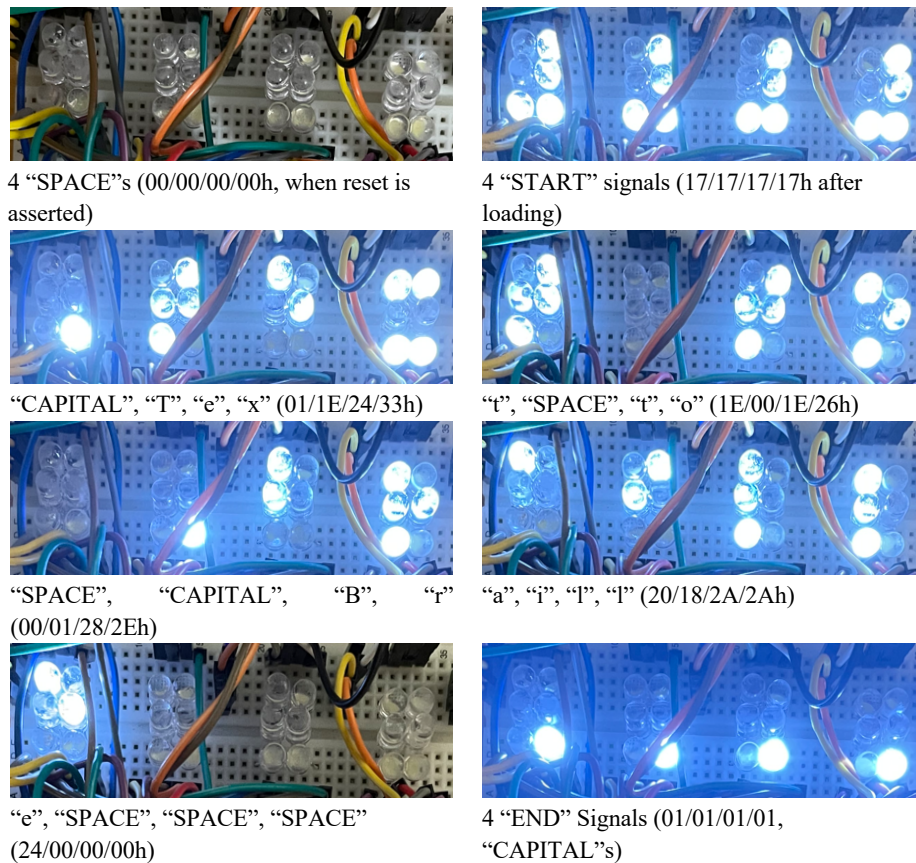 4 “SPACE”s (00/00/00/00h, when reset is
asserted)
4 “START” signals (17/17/17/17h after
loading)
“CAPITAL”, “T”, “e”, “x” (01/1E/24/33h)
“t”, “SPACE”, “t”, “o” (1E/00/1E/26h)
“SPACE”, “CAPITAL”, “B”, “r”
(00/01/28/2Eh)
“a”, “i”, “l”, “l” (20/18/2A/2Ah)
“e”, “SPACE”, “SPACE”, “SPACE”
(24/00/00/00h)
4 “END” Signals (01/01/01/01,
“CAPITAL”s)